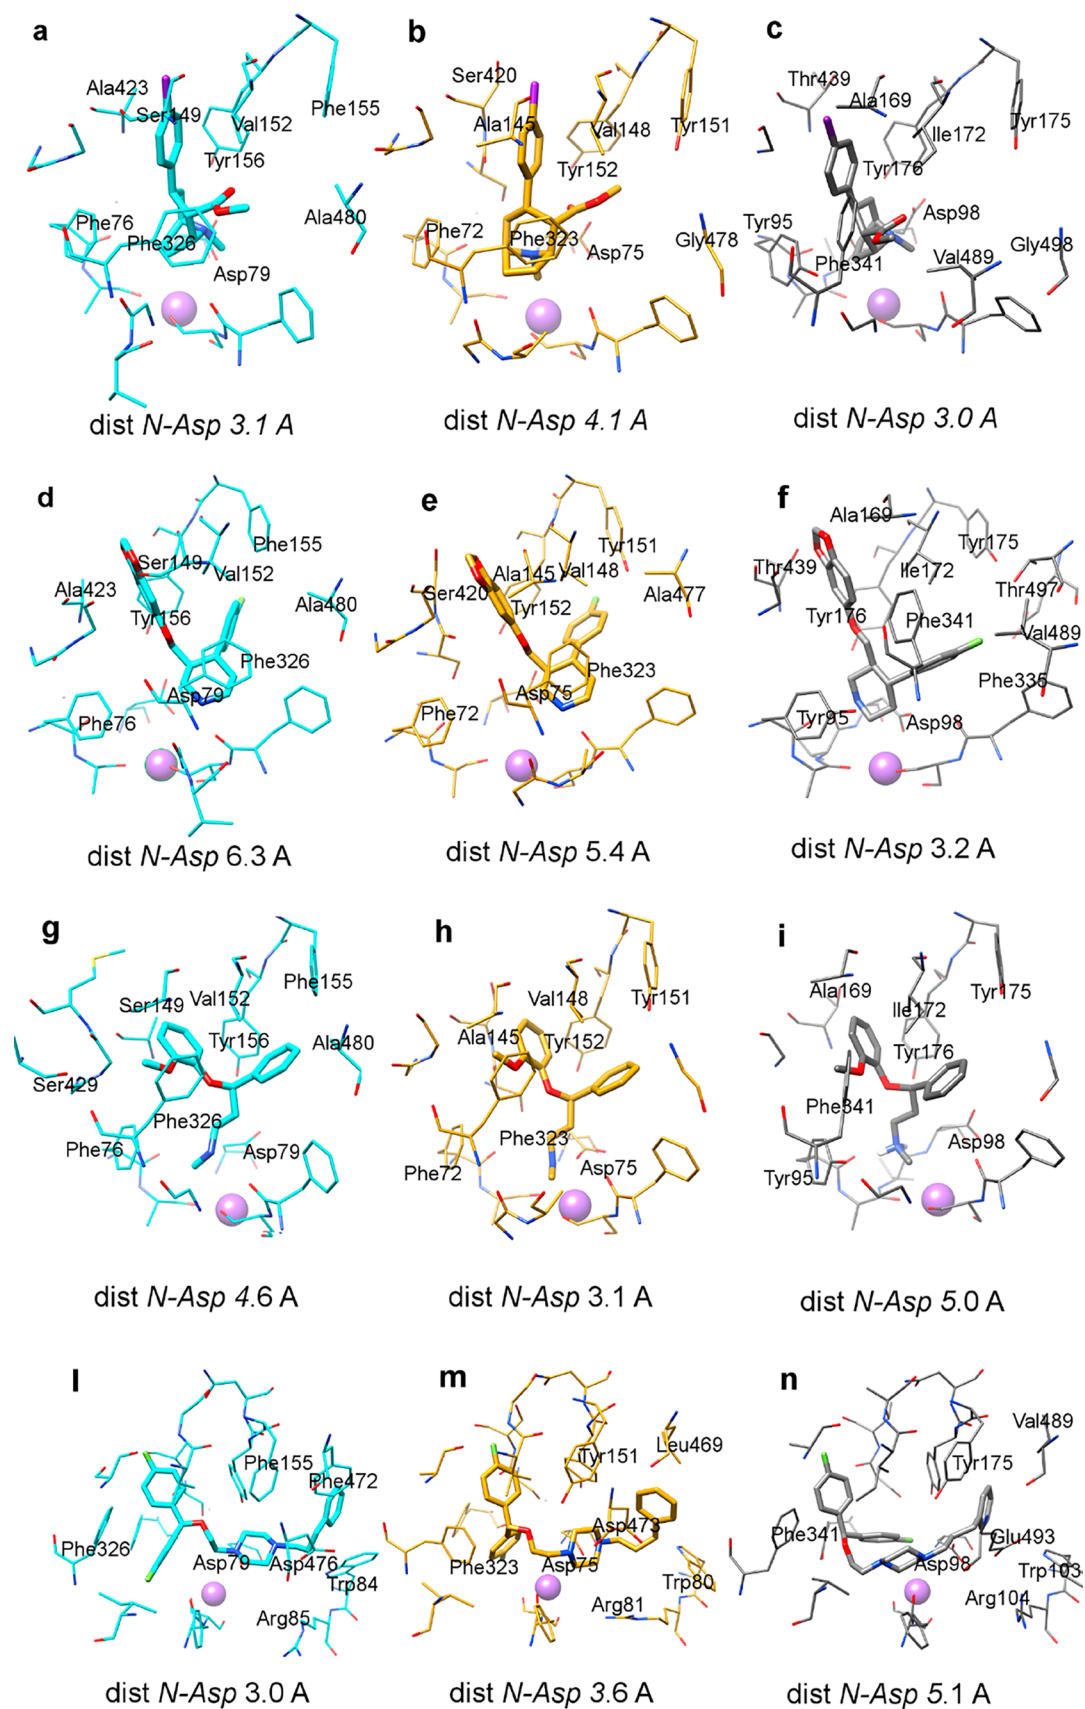 a
Ala423
Ser149
Val152
Phe155
Tyr156
Phe76
Phe326
Ala480
Asp79
dist N-Asp 3.1 A
b
Ser420
Ala145
Val148
Tyr151
Tyr152
Phe72
Phe323
Asp75
Gly478
dist N-Asp 4.1 A
c
Thr439
Ala169
Ile172
Tyr175
Tyr176
Tyr95
Asp98
Phe341
Val489
Gly498
dist N-Asp 3.0 A
d
Ser149
Val152
Phe155
Ala423
Tyr156
Ala480
Phe326
Asp79
Phe76
dist N-Asp 6.3 A
e
Tyr151
Ala145
Val148
Ser420
Tyr152
Ala477
Phe323
Asp75
Phe72
dist N-Asp 5.4 A
f
Ala169
Tyr175
Thr439
Ile172
Thr497
Tyr176
Phe341
Val489
Phe335
Tyr95
Asp98
dist N-Asp 3.2 A
g
Phe155
Ser149
Val152
Tyr156
Ala480
Ser429
Phe326
Phe76
Asp79
dist N-Asp 4.6 A
h
Val148
Tyr151
Ala145
Tyr152
Phe323
Phe72
Asp75
dist N-Asp 3.1 A
i
Ala169
Ile172
Tyr175
Tyr176
Phe341
Asp98
Tyr95
dist N-Asp 5.0 A
l
Phe155
Phe472
Phe326
Asp79
Asp476
Trp84
Arg85
dist N-Asp 3.0 A
m
Tyr151
Leu469
Asp473
Phe323
Asp75
Trp80
Arg81
dist N-Asp 3.6 A
n
Val489
Tyr175
Phe341
Glu493
Asp98
Trp103
Arg104
dist N-Asp 5.1 A